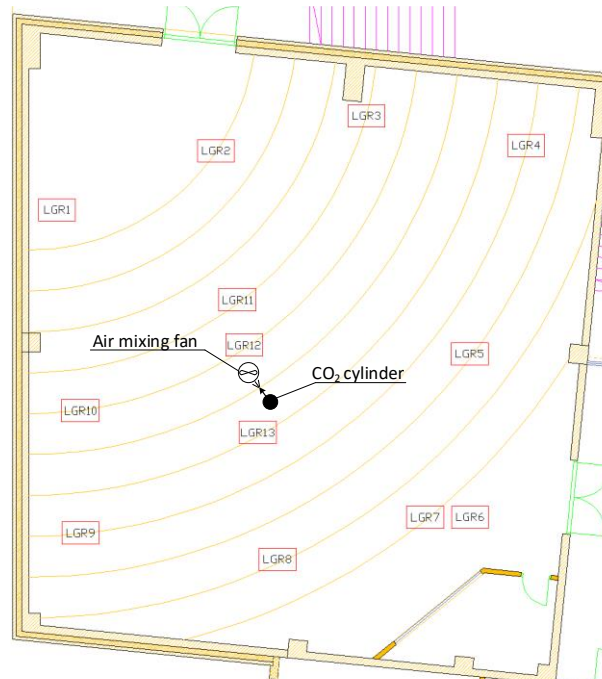 LGR3
LGR2
LGR4
LGR1
LGR11
Air mixing fan
LGR12
LGR5
CO₂ cylinder
LGR10
LGR13
LGR7
LGR6
LGR9
LGR8